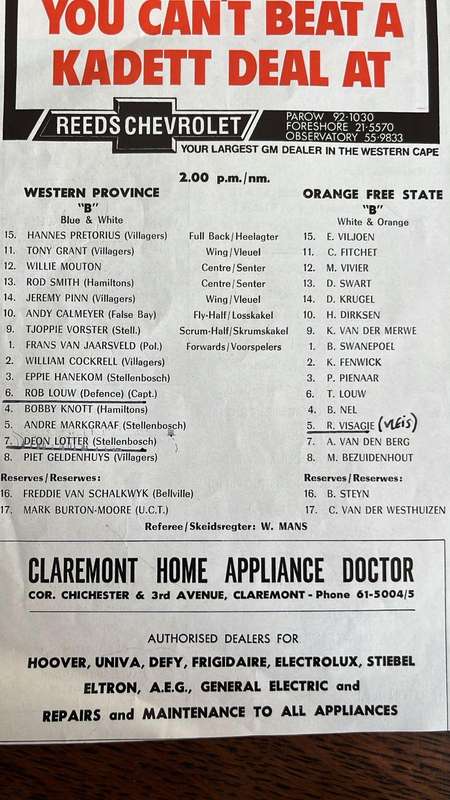 YOU CAN'T BEAT A
KADETT DEAL AT
REEDS CHEVROLET
PAROW 92·1030
FORESHORE 21·5570
OBSERVATORY 55·9833
YOUR LARGEST GM DEALER IN THE WESTERN CAPE
2.00 p.m./nm.
WESTERN PROVINCE
"B"
Blue & White
ORANGE FREE STATE
"B"
White & Orange
15. HANNES PRETORIUS (Villagers) Full Back/Heelagter 15. E. VILJOEN
11. TONY GRANT (Villagers) Wing/Vleuel 11. C. FITCHET
12. WILLIE MOUTON Centre/Senter 12. M. VIVIER
13. ROD SMITH (Hamiltons) Centre/Senter 13. D. SWART
14. JEREMY PINN (Villagers) Wing/Vleuel 14. D. KRUGEL
10. ANDY CALMEYER (False Bay) Fly-Half/Losskakel 10. H. DIRKSEN
9. TJOPPIE VORSTER (Stell.) Scrum-Half/Skrumskakel 9. K. VAN DER MERWE
1. FRANS VAN JAARSVELD (Pol.) Forwards/Voorspelers 1. B. SWANEPOEL
2. WILLIAM COCKRELL (Villagers) 2. K. FENWICK
3. EPPIE HANEKOM (Stellenbosch) 3. P. PIENAAR
6. ROB LOUW (Defence) (Capt.) 6. T. LOUW
4. BOBBY KNOTT (Hamiltons) 4. B. NEL
5. ANDRE MARKGRAAF (Stellenbosch) 5. R. VISAGIE (VLEIS)
7. DEON LOTTER (Stellenbosch) 7. A. VAN DEN BERG
8. PIET GELDENHUYS (Villagers) 8. M. BEZUIDENHOUT
Reserves/Reserwes: Reserves/Reserwes:
16. FREDDIE VAN SCHALKWYK (Bellville) 16. B. STEYN
17. MARK BURTON-MOORE (U.C.T.) 17. C. VAN DER WESTHUIZEN
Referee/Skeidsregter: W. MANS
CLAREMONT HOME APPLIANCE DOCTOR
COR. CHICHESTER & 3rd AVENUE, CLAREMONT - Phone 61-5004/5
AUTHORISED DEALERS FOR
HOOVER, UNIVA, DEFY, FRIGIDAIRE, ELECTROLUX, STIEBEL
ELTRON, A.E.G., GENERAL ELECTRIC and
REPAIRS and MAINTENANCE TO ALL APPLIANCES